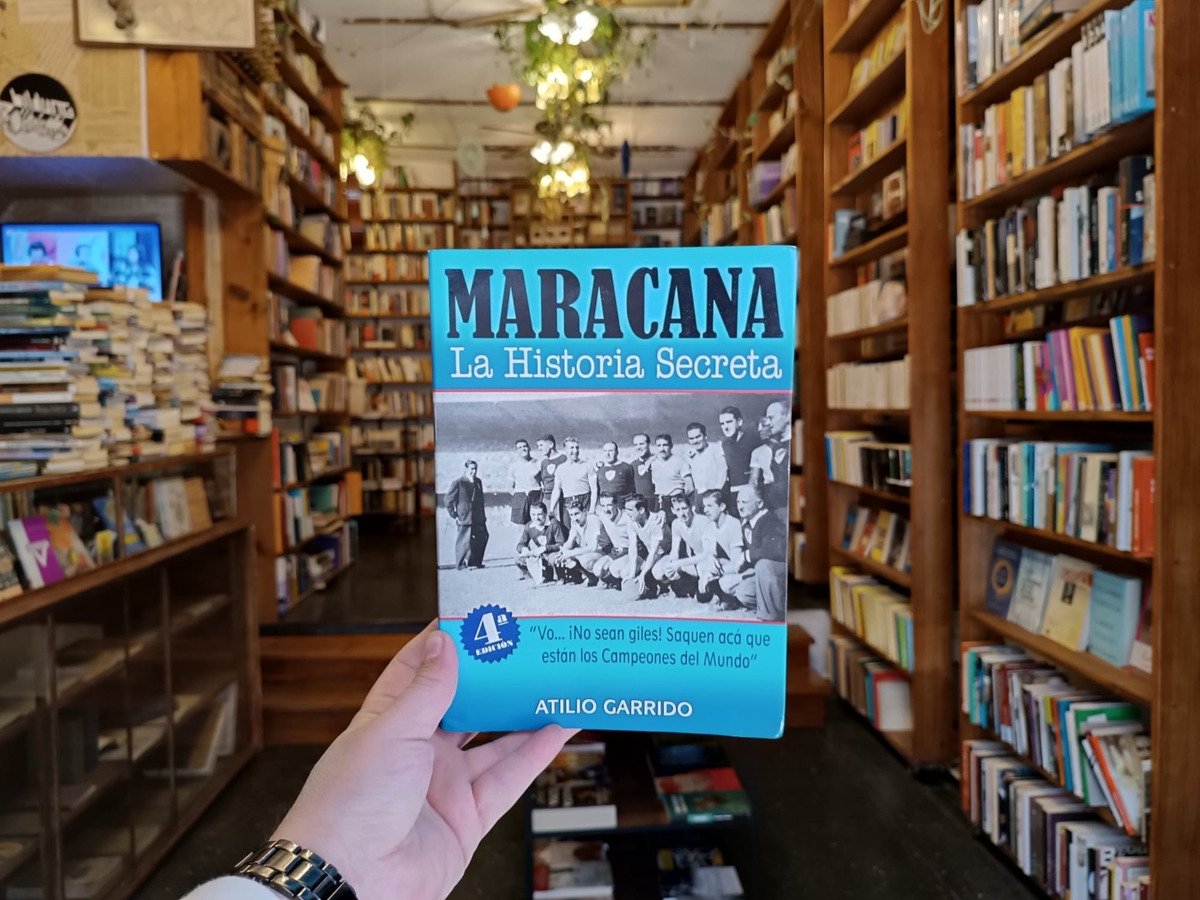 MARACANA
La Historia Secreta
4ª
EDICIÓN
“Vo... ¡No sean giles! Saquen acá que
están los Campeones del Mundo”
ATILIO GARRIDO